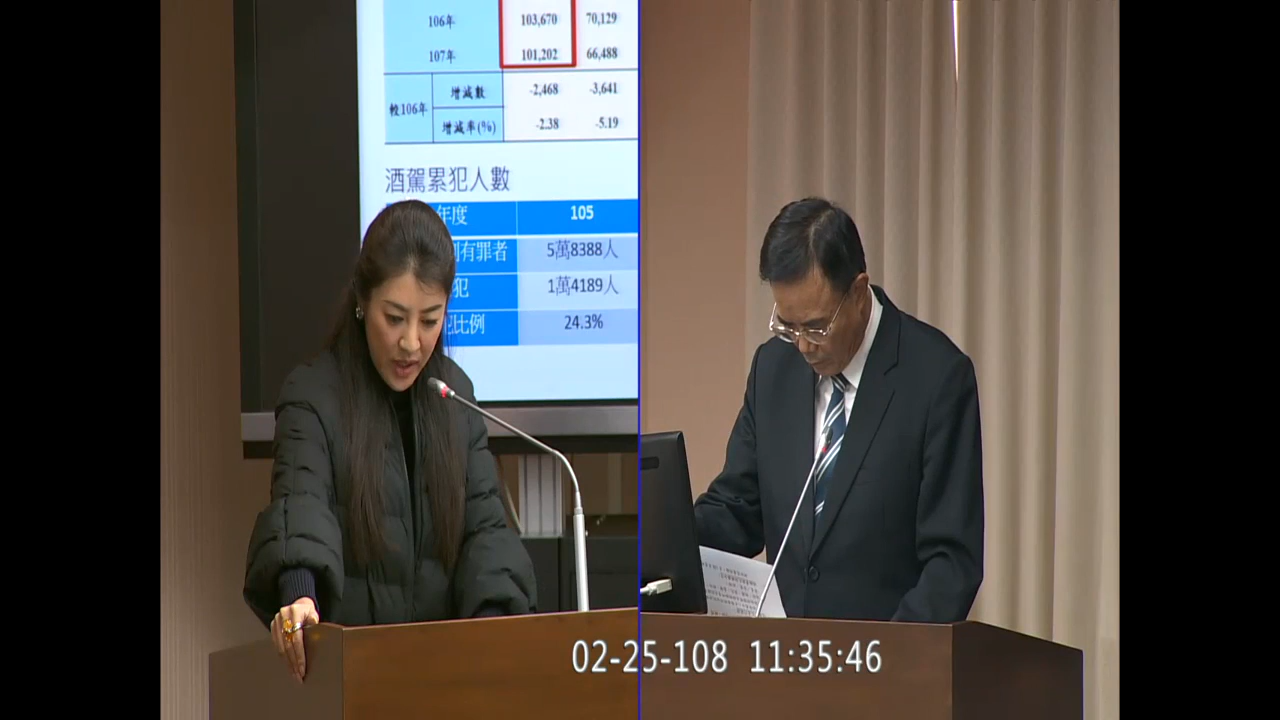 106年 103,670 70,129
107年 101,202 66,488
較106年 增減數 -2,468 -3,641
增減率(%) -2.38 -5.19
酒駕累犯人數
年度 105
有罪者 5萬8388人
犯 1萬4189人
比例 24.3%
02-25-108 11:35:46